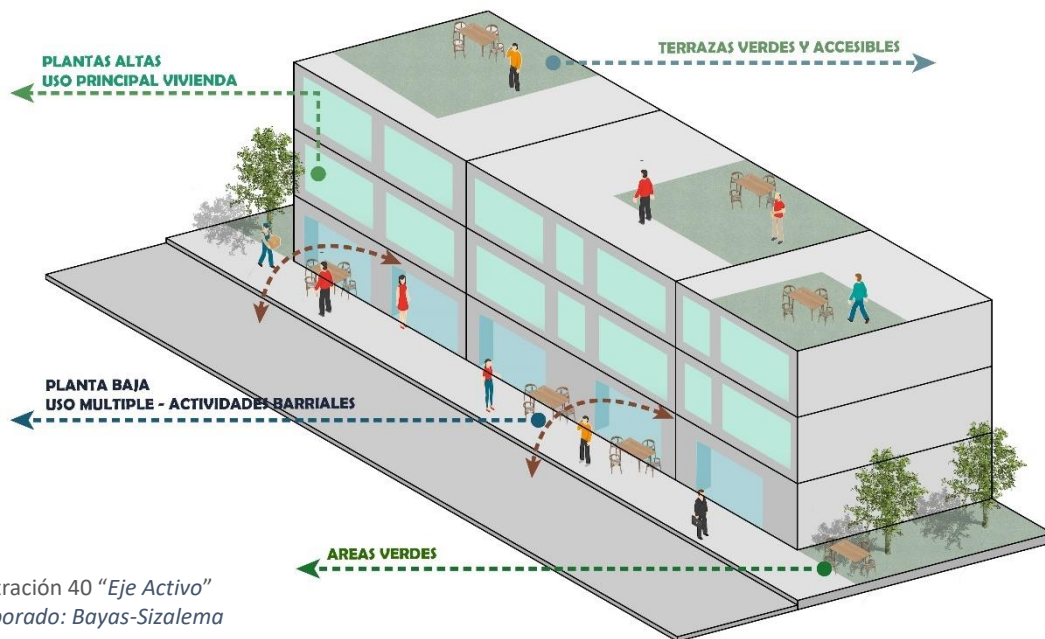 PLANTAS ALTAS
USO PRINCIPAL VIVIENDA
TERRAZAS VERDES Y ACCESIBLES
PLANTA BAJA
USO MULTIPLE - ACTIVIDADES BARRIALES
AREAS VERDES
tración 40 “Eje Activo”
orado: Bayas-Sizalema